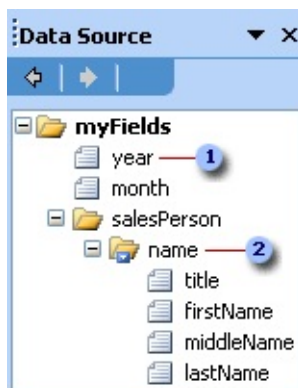 Data Source
myFields
year 1
month
salesPerson
name 2
title
firstName
middleName
lastName